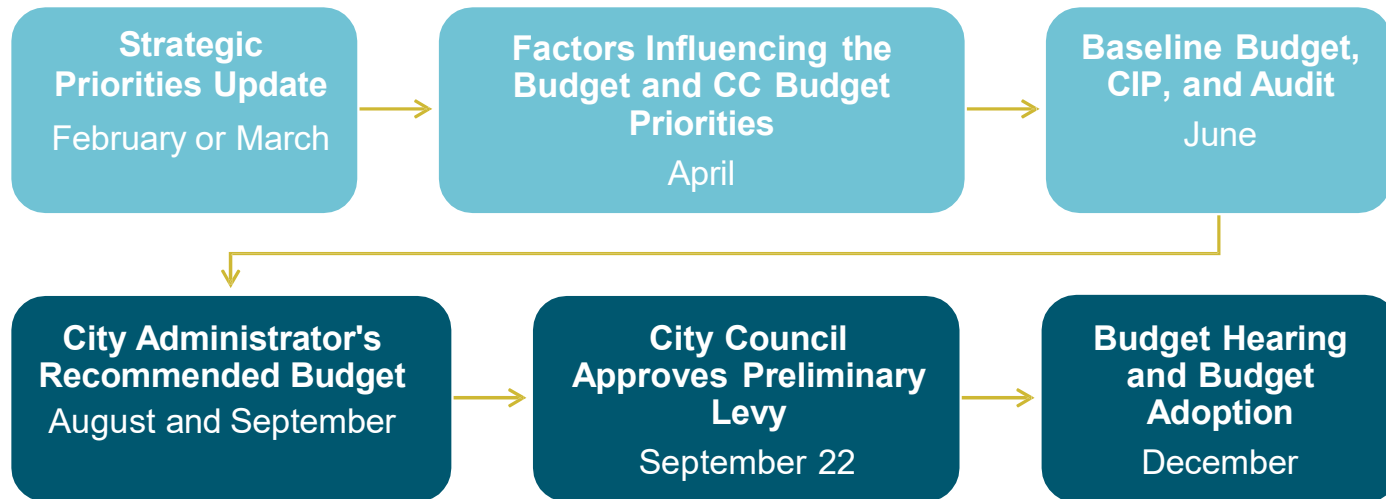 Strategic
Priorities Update
February or March
Factors Influencing the
Budget and CC Budget
Priorities
April
Baseline Budget,
CIP, and Audit
June
City Administrator's
Recommended Budget
August and September
City Council
Approves Preliminary
Levy
September 22
Budget Hearing
and Budget
Adoption
December